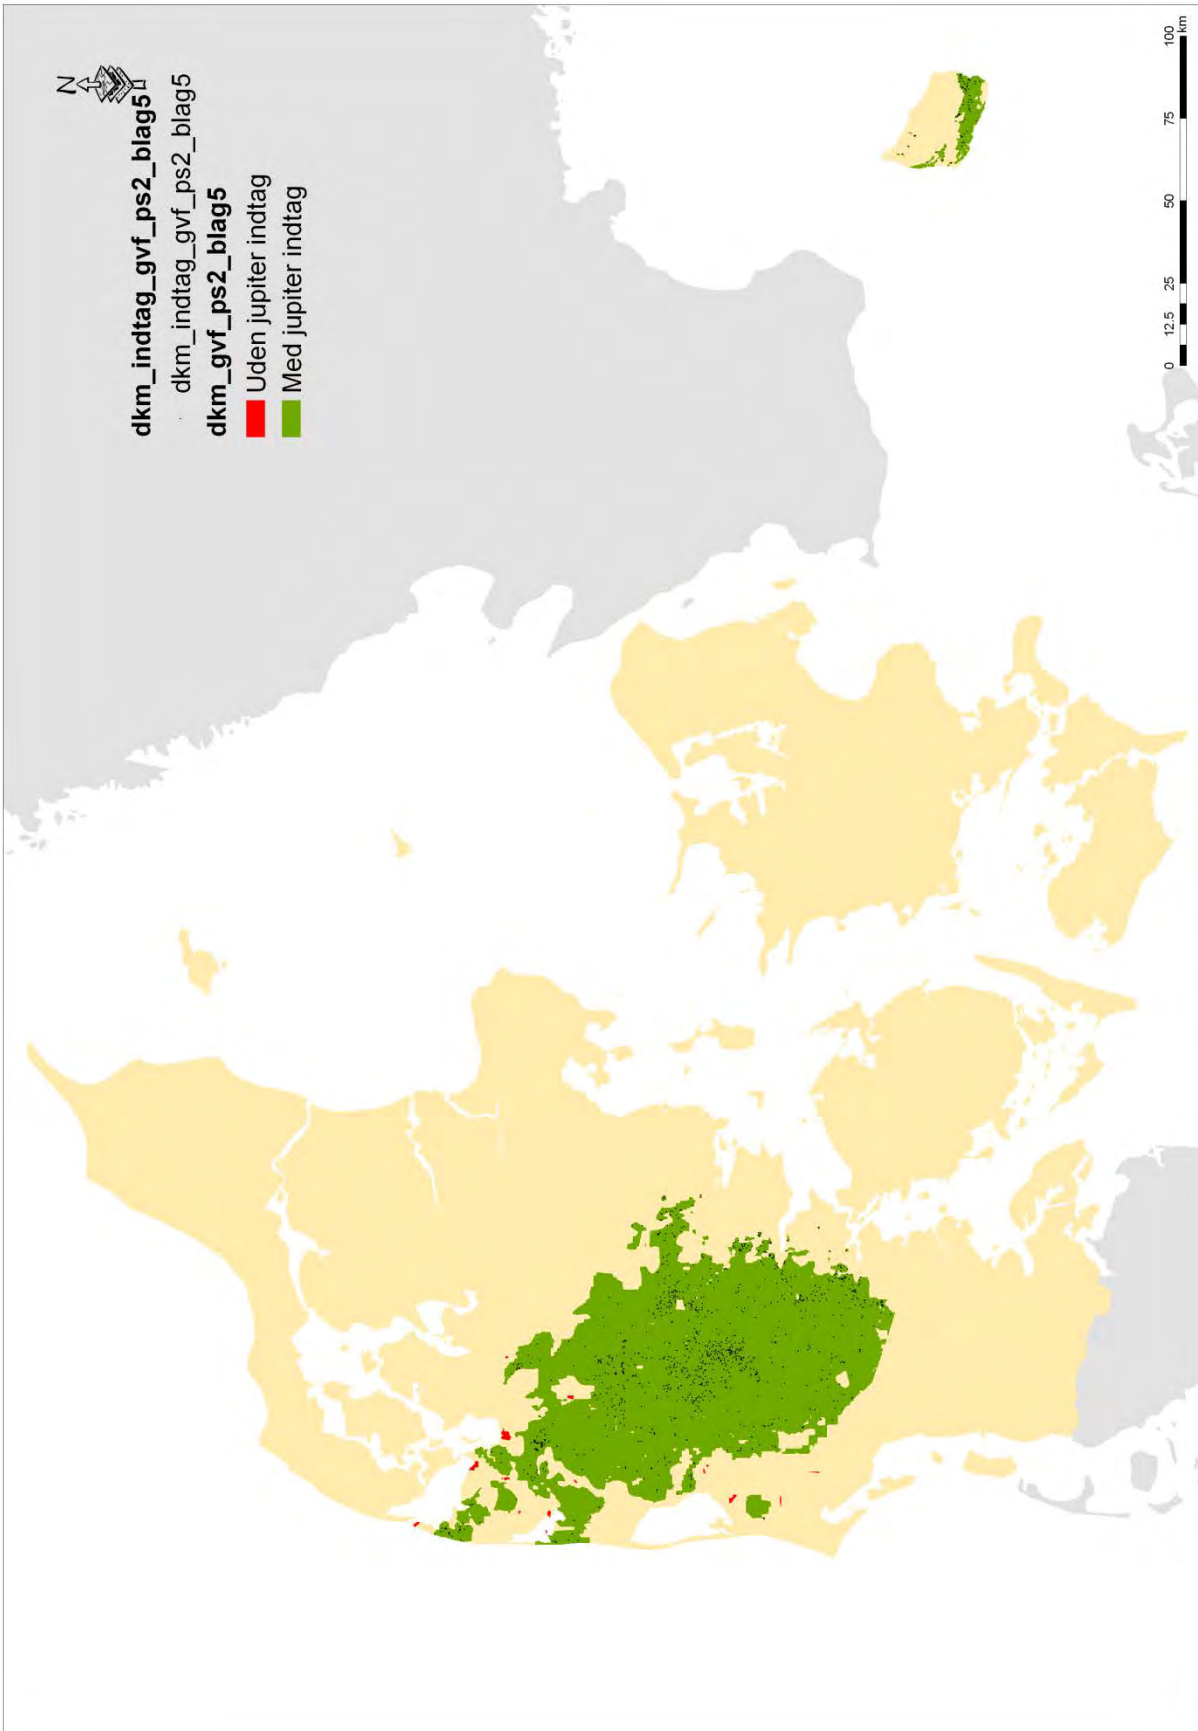 N
dkm_indtag_gvf_ps2_blag5
dkm_indtag_gvf_ps2_blag5
dkm_gvf_ps2_blag5
Uden jupiter indtag
Med jupiter indtag
0 12.5 25 50 75 100
km